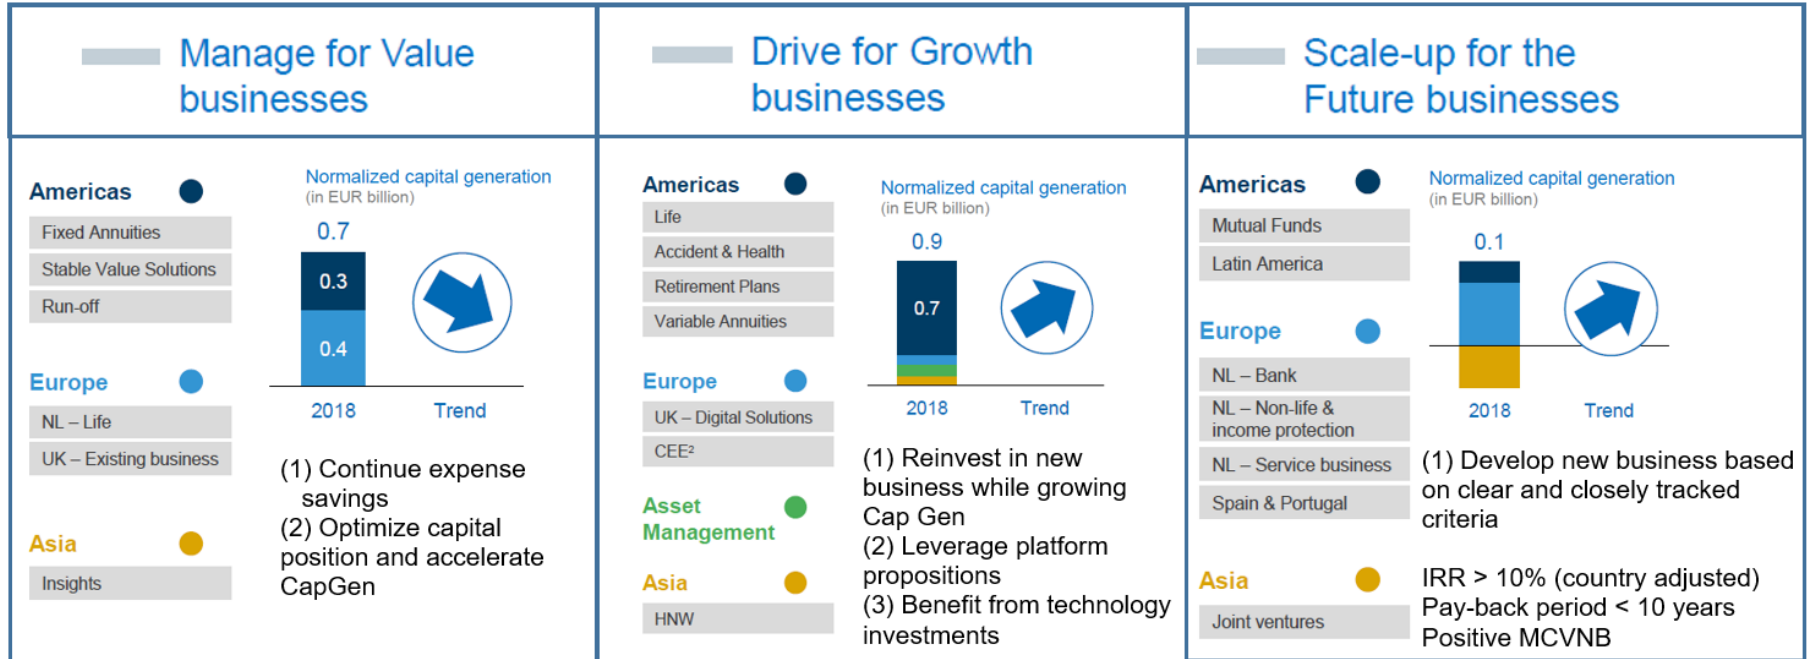 Manage for Value
businesses
Americas
Fixed Annuities
Stable Value Solutions
Run-off
Europe
NL – Life
UK – Existing business
Asia
Insights
Normalized capital generation
(in EUR billion)
0.7
0.3
0.4
2018
Trend
(1) Continue expense
savings
(2) Optimize capital
position and accelerate
CapGen
Drive for Growth
businesses
Americas
Life
Accident & Health
Retirement Plans
Variable Annuities
Europe
UK – Digital Solutions
CEE²
Asset
Management
Asia
HNW
Normalized capital generation
(in EUR billion)
0.9
0.7
2018
Trend
(1) Reinvest in new
business while growing
Cap Gen
(2) Leverage platform
propositions
(3) Benefit from technology
investments
Scale-up for the
Future businesses
Americas
Mutual Funds
Latin America
Europe
NL – Bank
NL – Non-life &
income protection
NL – Service business
Spain & Portugal
Asia
Joint ventures
Normalized capital generation
(in EUR billion)
0.1
2018
Trend
(1) Develop new business based
on clear and closely tracked
criteria
IRR > 10% (country adjusted)
Pay-back period < 10 years
Positive MCVNB